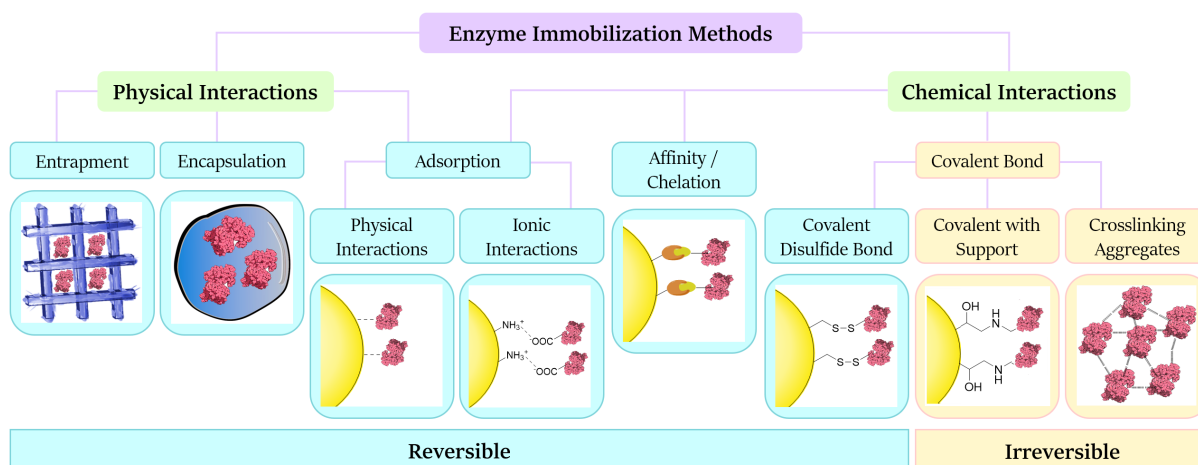 Enzyme Immobilization Methods
Physical Interactions
Chemical Interactions
Entrapment
Encapsulation
Adsorption
Affinity /
Chelation
Covalent Bond
Physical
Interactions
Ionic
Interactions
Covalent
Disulfide Bond
Covalent with
Support
Crosslinking
Aggregates
NH3+
OOC
NH3+
OOC
S-S
S-S
OH
H
N
OH
N
H
Reversible
Irreversible